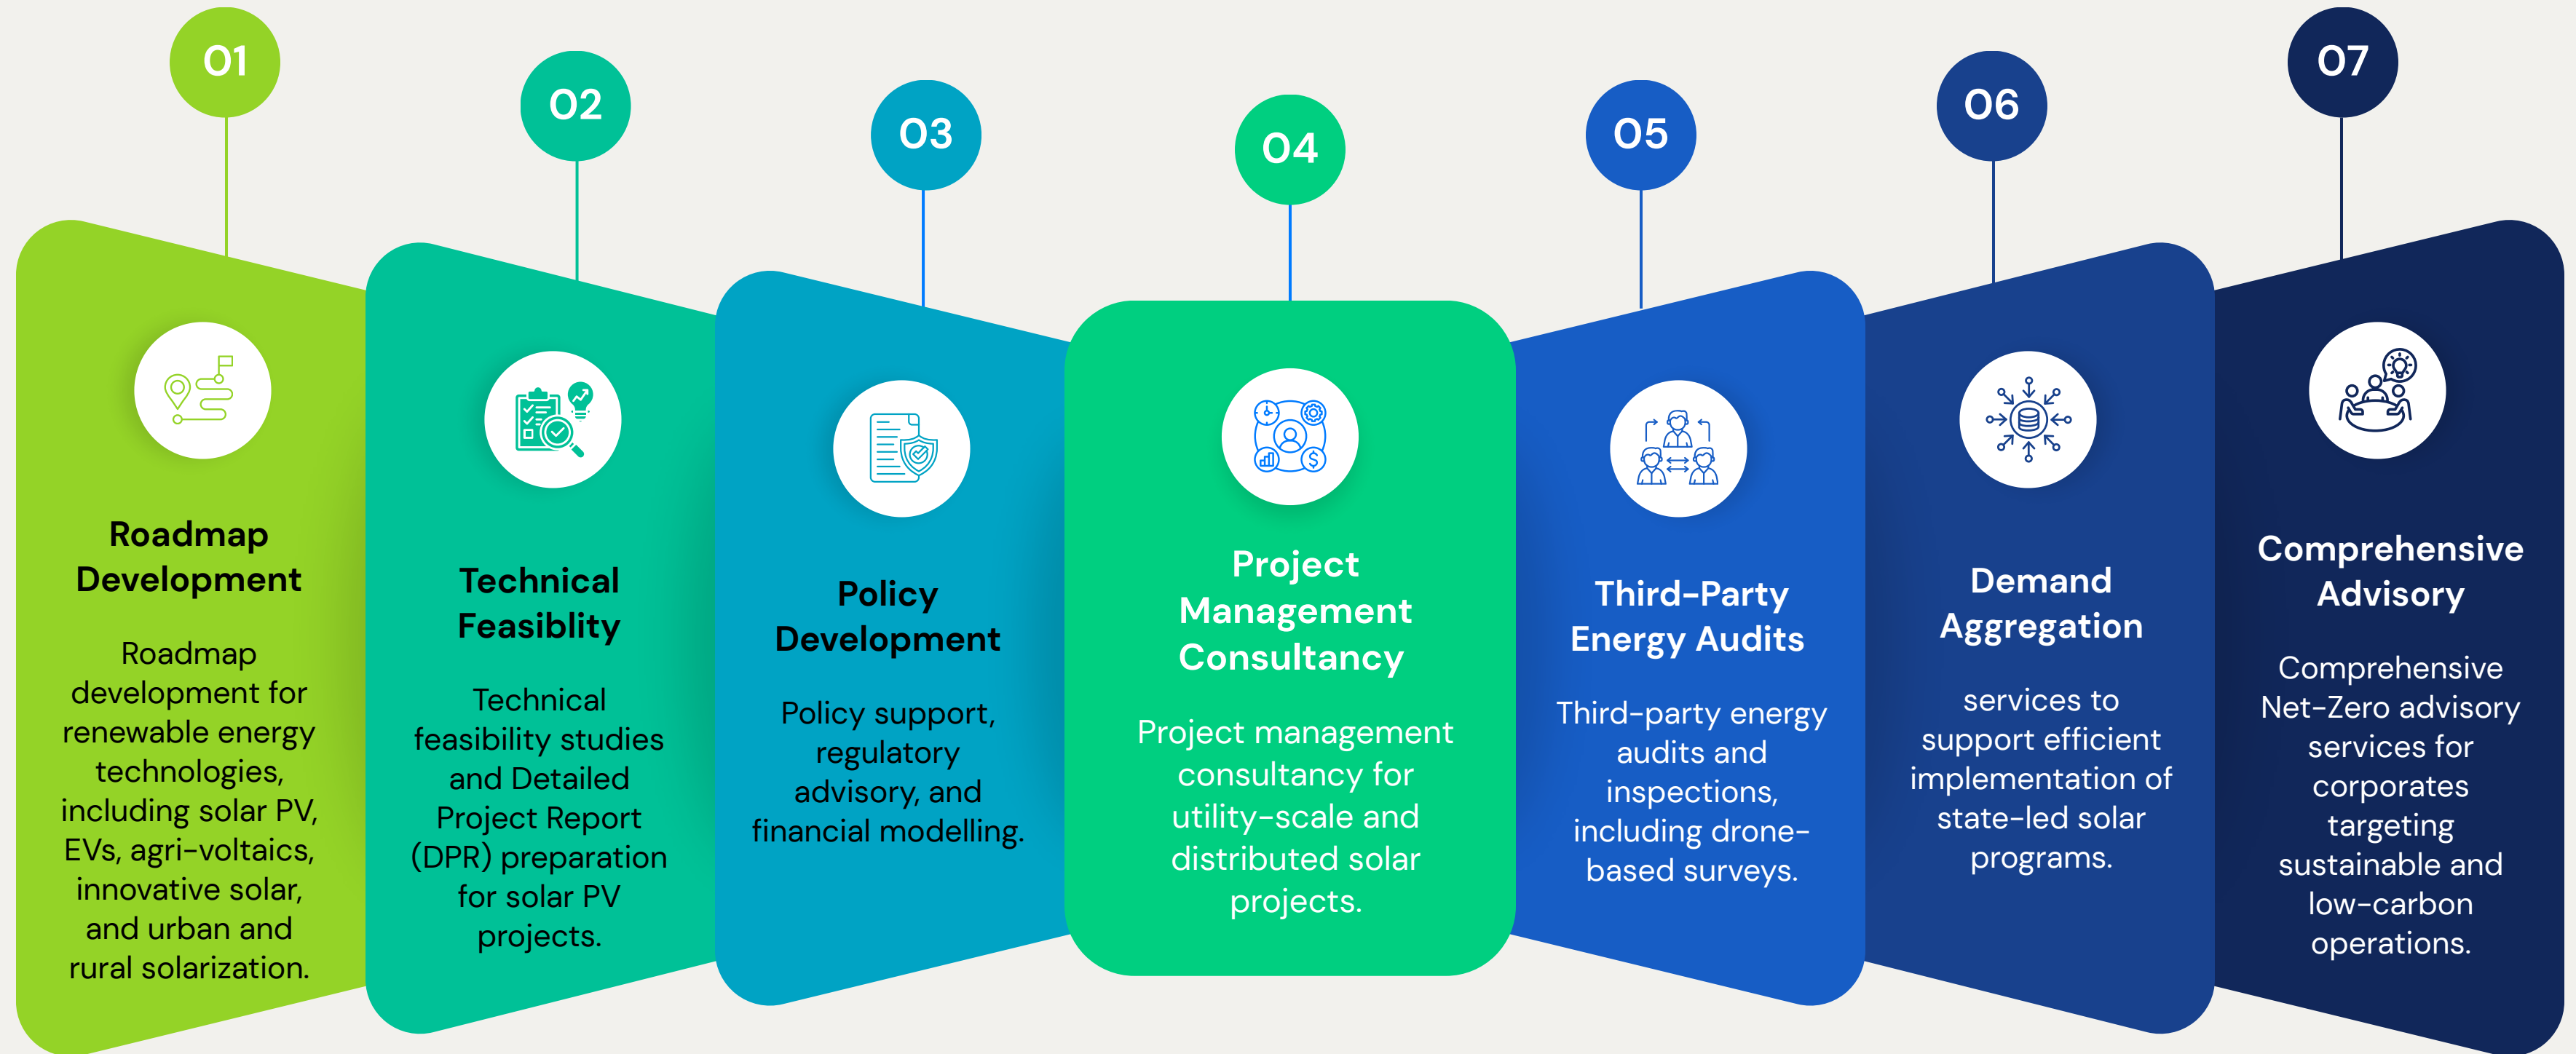 01
Roadmap
Development
Roadmap
development for
renewable energy
technologies,
including solar PV,
EVs, agri-voltaics,
innovative solar,
and urban and
rural solarization.
02
Technical
Feasiblity
Technical
feasibility studies
and Detailed
Project Report
(DPR) preparation
for solar PV
projects.
03
Policy
Development
Policy support,
regulatory
advisory, and
financial modelling.
04
Project
Management
Consultancy
Project management
consultancy for
utility-scale and
distributed solar
projects.
05
Third-Party
Energy Audits
Third-party energy
audits and
inspections,
including drone-
based surveys.
06
Demand
Aggregation
services to
support efficient
implementation of
state-led solar
programs.
07
Comprehensive
Advisory
Comprehensive
Net-Zero advisory
services for
corporates
targeting
sustainable and
low-carbon
operations.